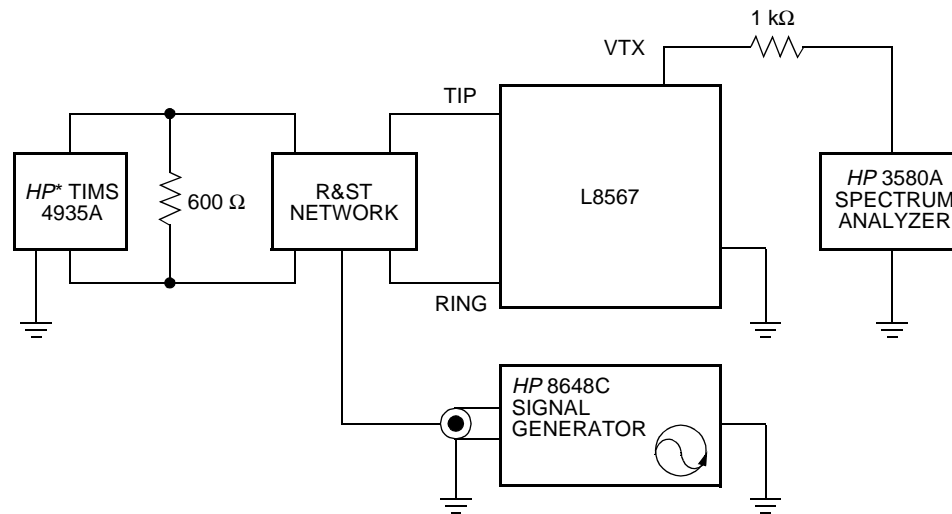 1 kΩ
VTX
TIP
HP* TIMS
4935A
600 Ω
R&ST
NETWORK
L8567
HP 3580A
SPECTRUM
ANALYZER
RING
HP 8648C
SIGNAL
GENERATOR